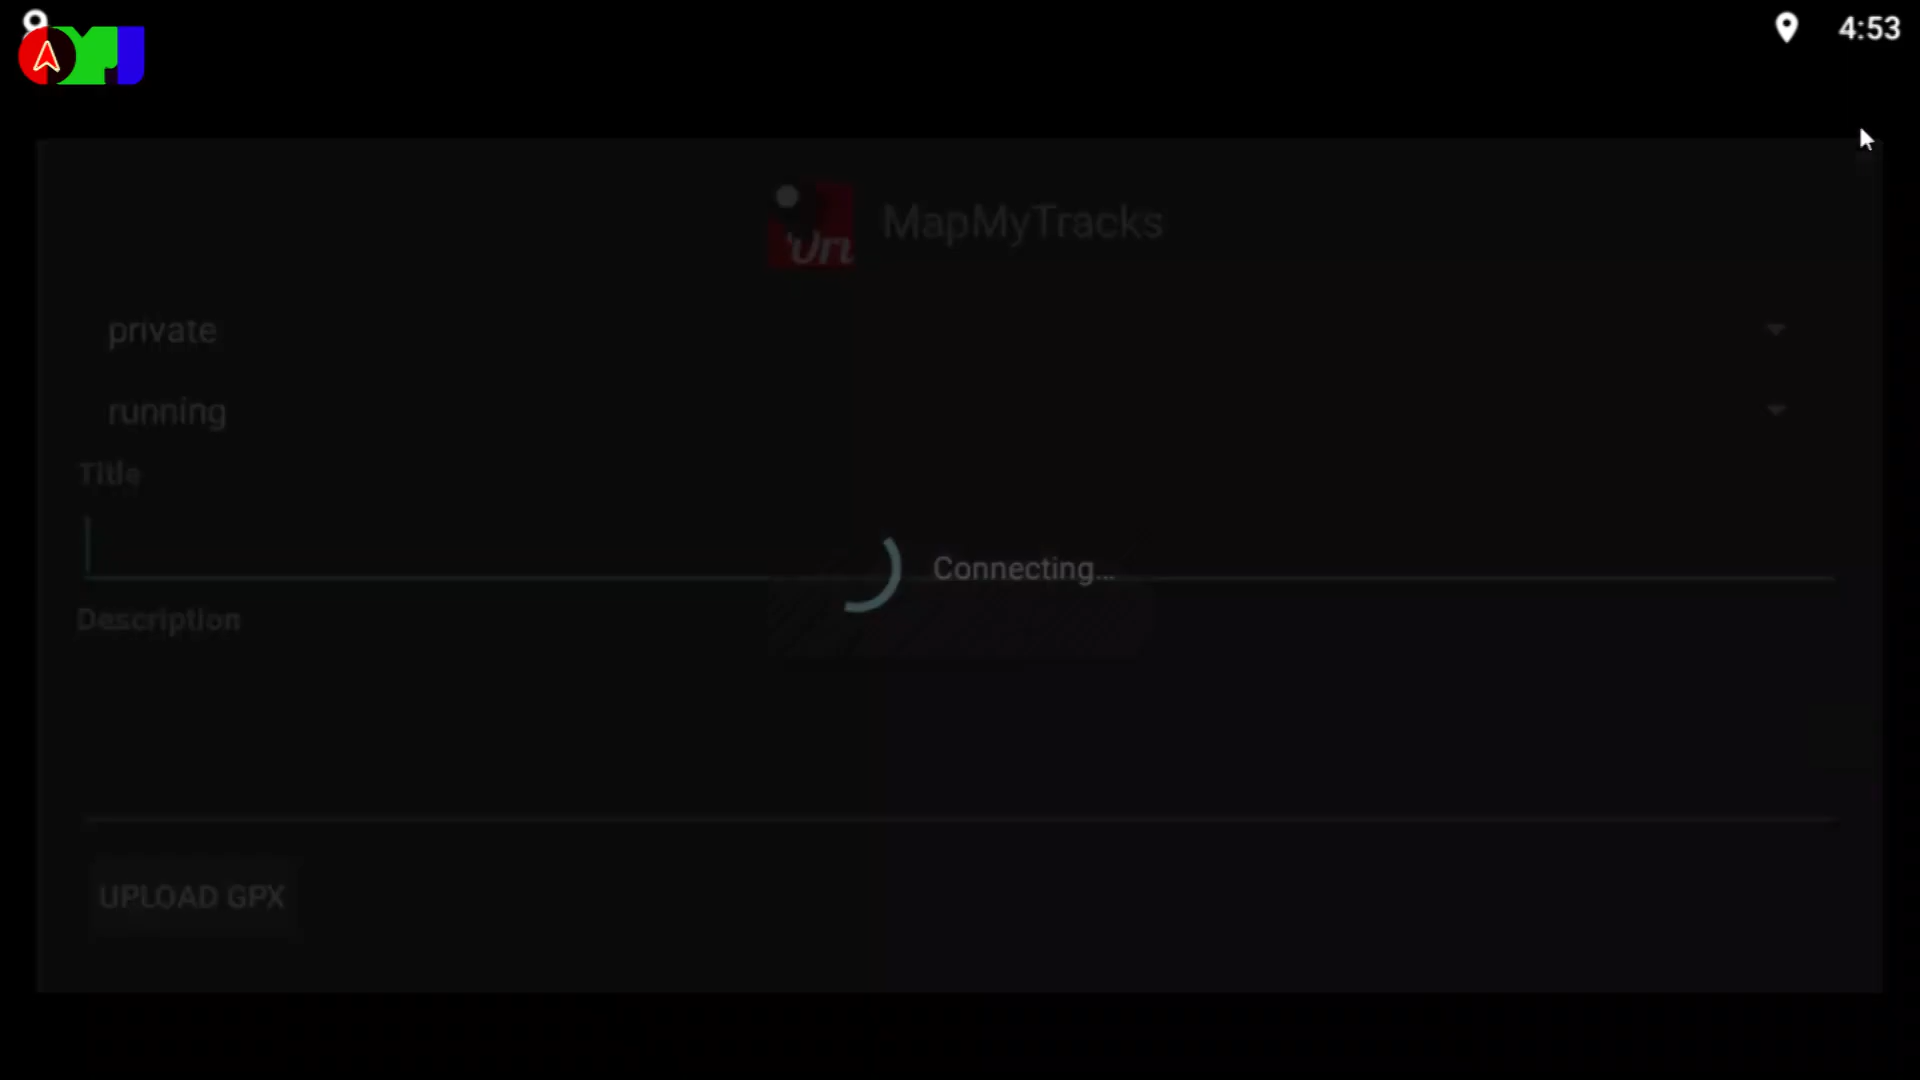 4:53
MapMyTracks
private
running
Title
Connecting...
Description
UPLOAD GPX